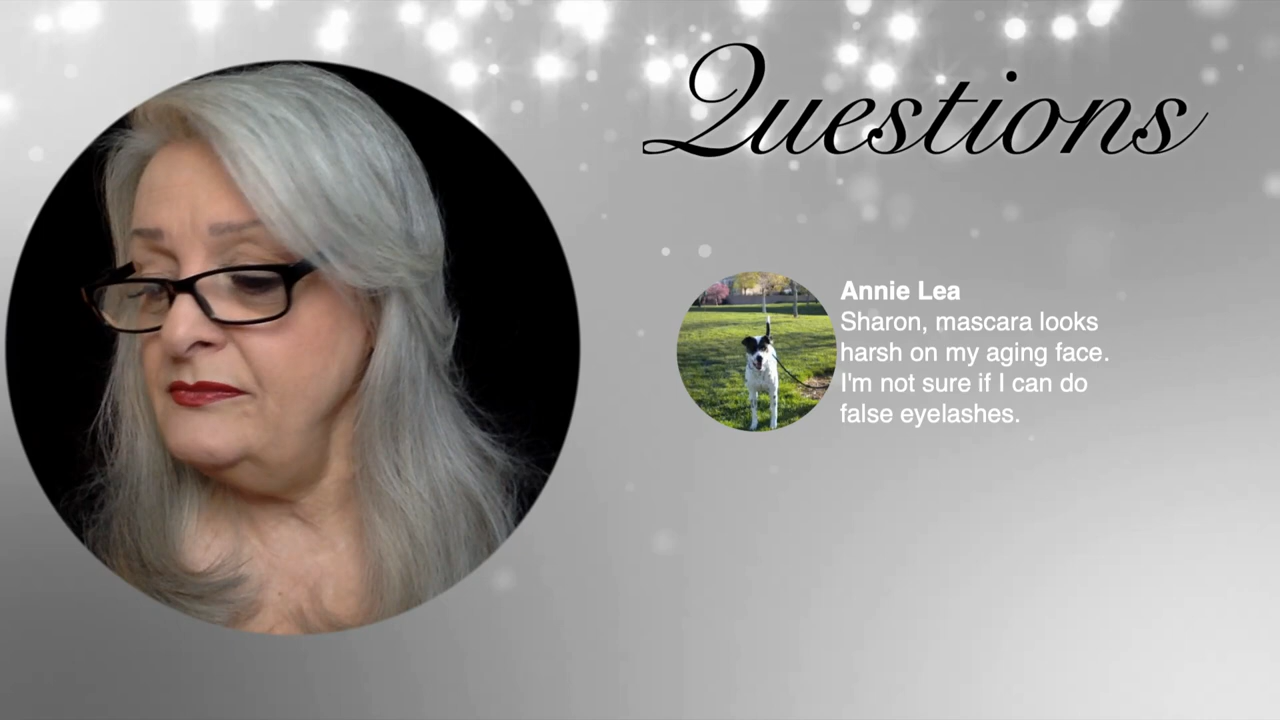 Questions
Annie Lea
Sharon, mascara looks
harsh on my aging face.
I'm not sure if I can do
false eyelashes.